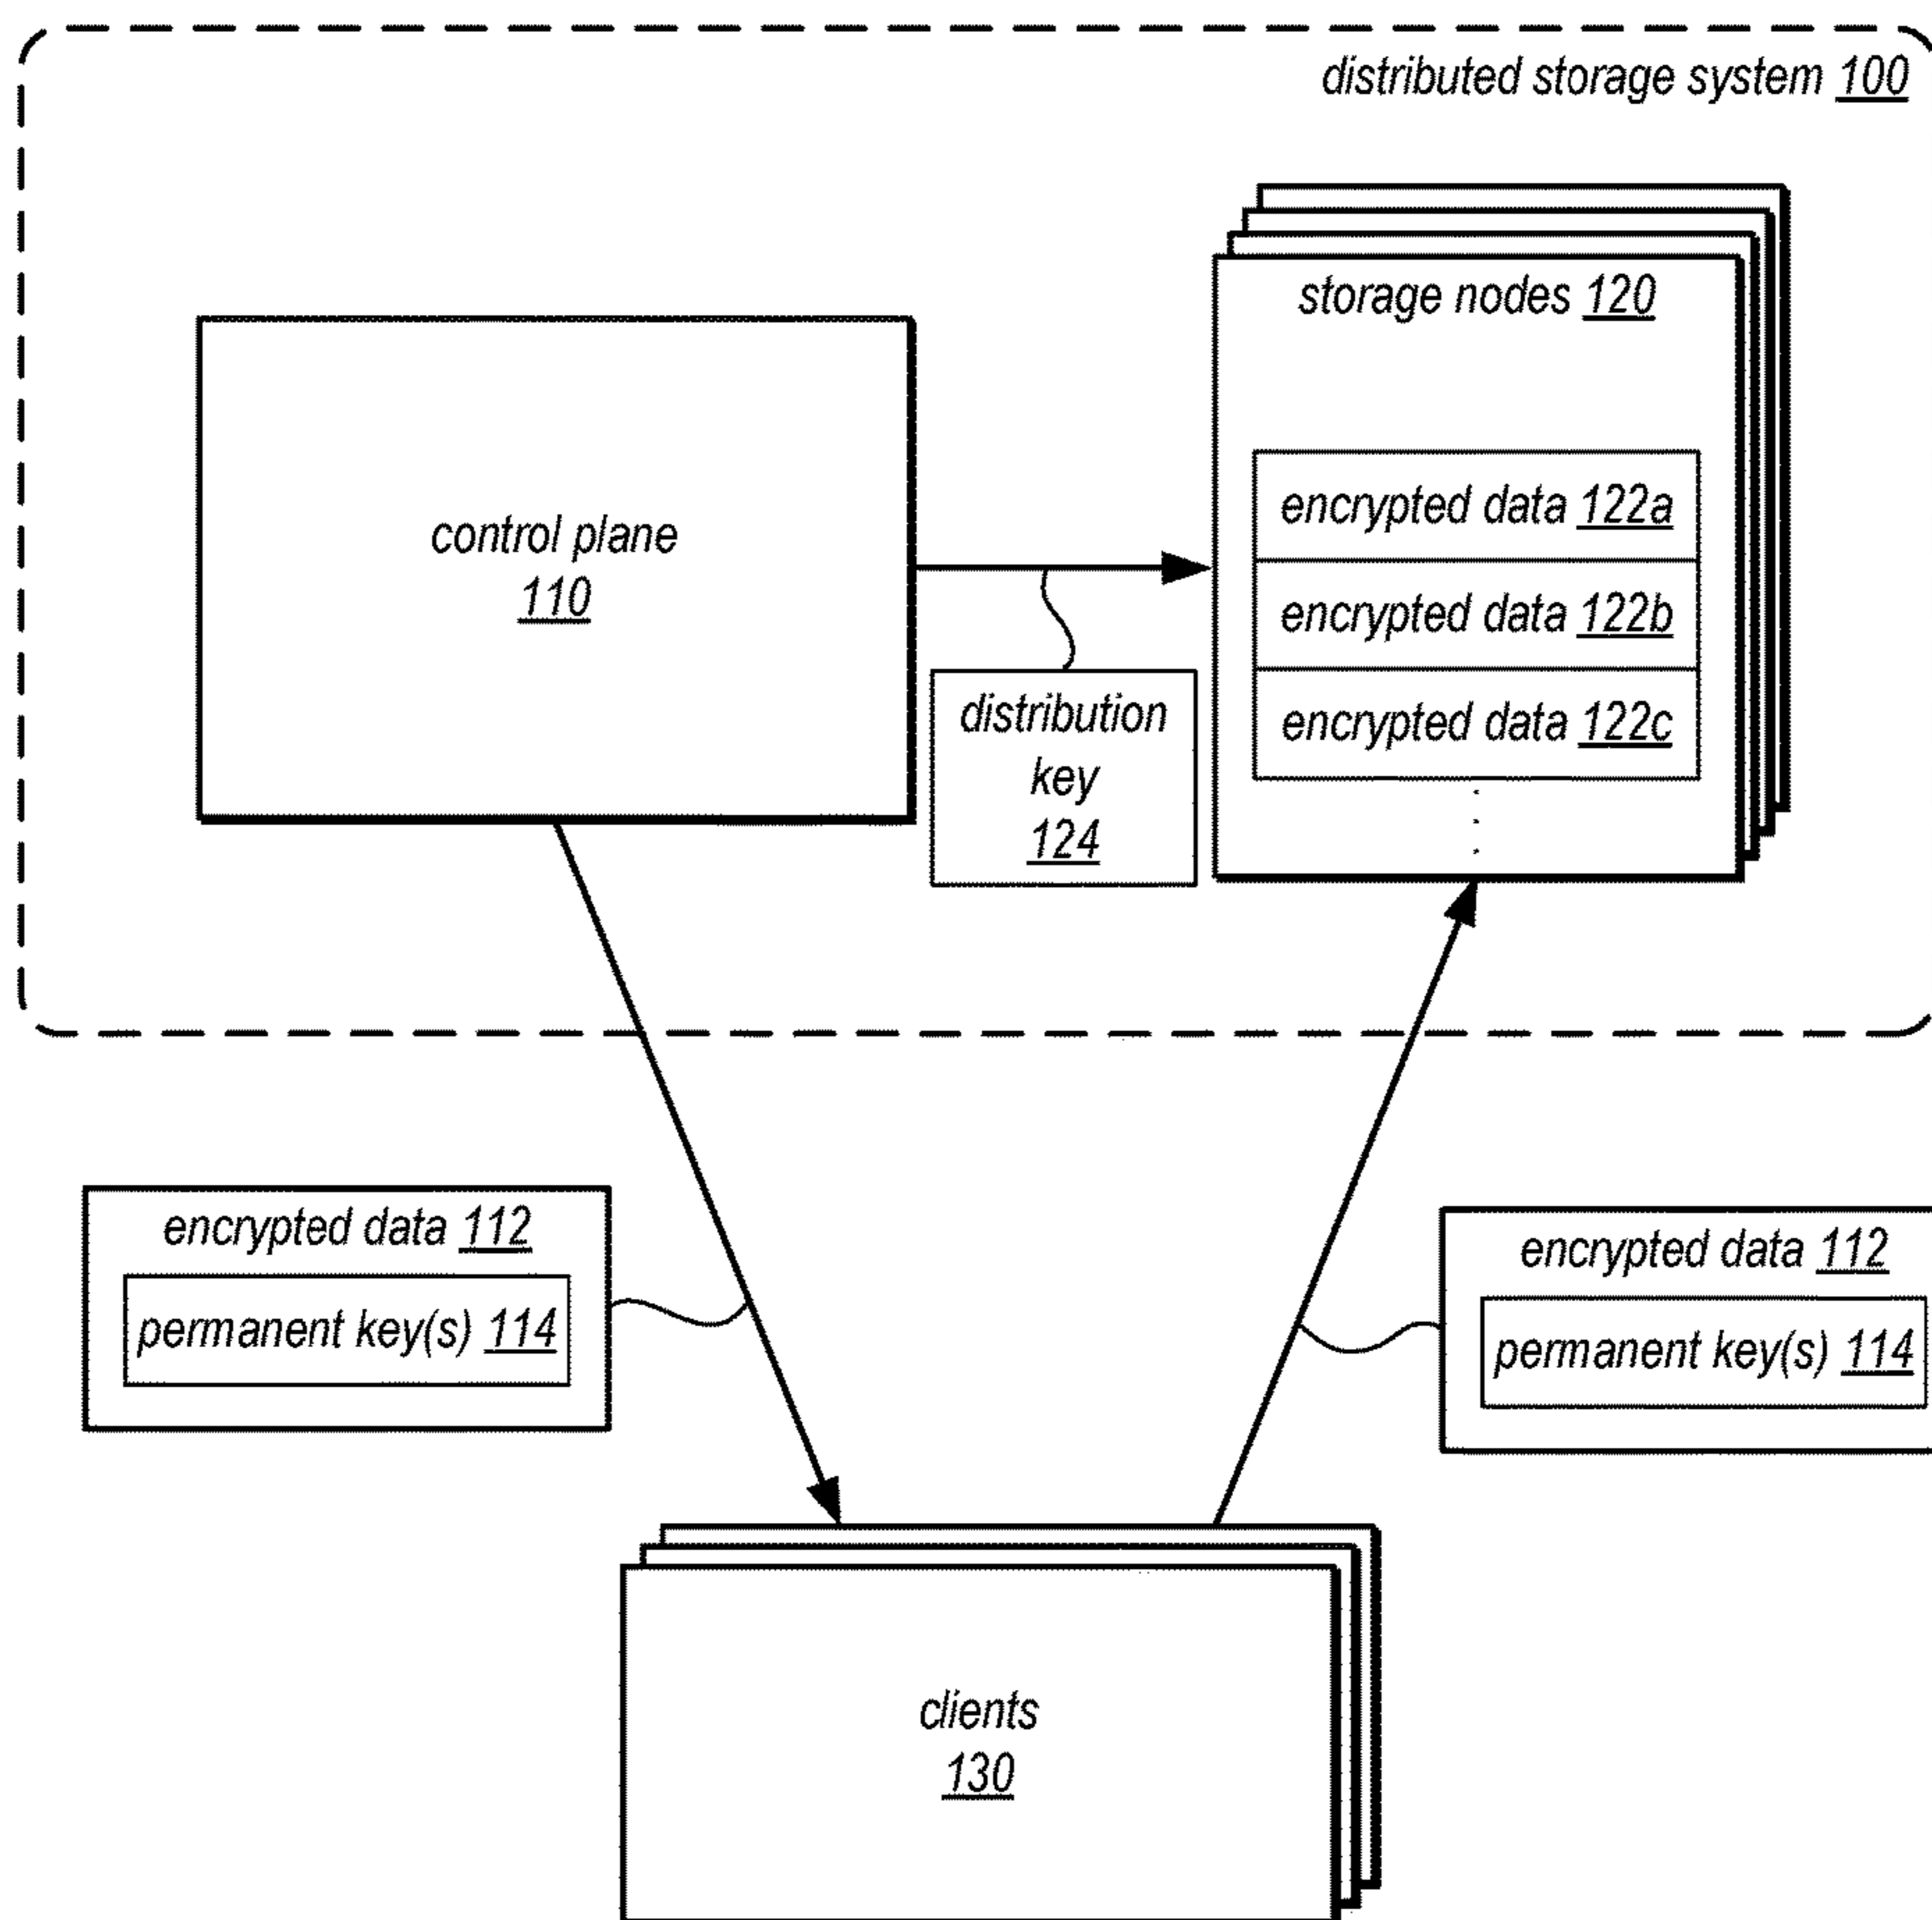 distributed storage system 100
storage nodes 120
control plane
110
encrypted data 122a
encrypted data 122b
encrypted data 122c
distribution
key
124
encrypted data 112
permanent key(s) 114
encrypted data 112
permanent key(s) 114
clients
130